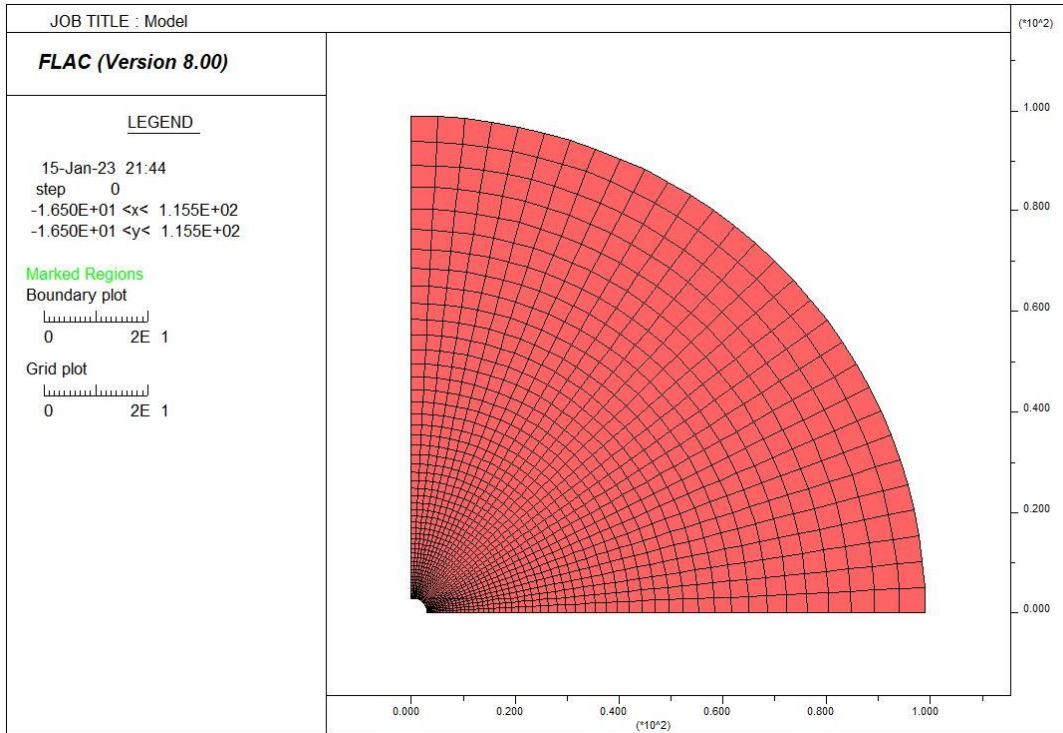 JOB TITLE : Model
(*10^2)
FLAC (Version 8.00)
LEGEND
15-Jan-23 21:44
step 0
-1.650E+01 <x< 1.155E+02
-1.650E+01 <y< 1.155E+02
Marked Regions
Boundary plot
0 2E 1
Grid plot
0 2E 1
1.000
0.800
0.600
0.400
0.200
0.000
0.000 0.200 0.400 0.600 0.800 1.000
(*10^2)